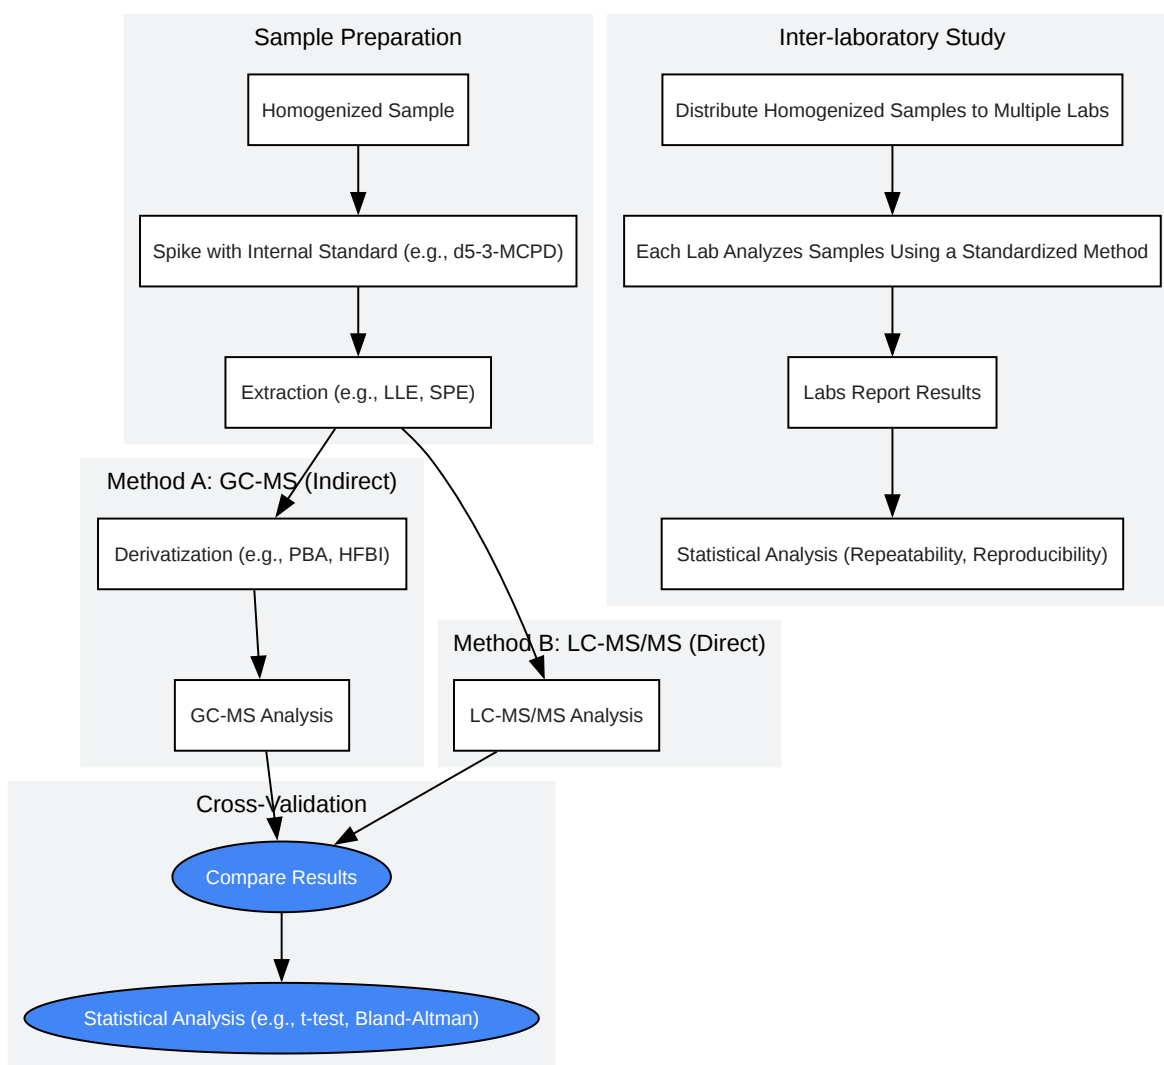 Sample Preparation
Homogenized Sample
Spike with Internal Standard (e.g., d5-3-MCPD)
Extraction (e.g., LLE, SPE)
Method A: GC-MS (Indirect)
Derivatization (e.g., PBA, HFBI)
GC-MS Analysis
Method B: LC-MS/MS (Direct)
LC-MS/MS Analysis
Cross-Validation
Compare Results
Statistical Analysis (e.g., t-test, Bland-Altman)
Inter-laboratory Study
Distribute Homogenized Samples to Multiple Labs
Each Lab Analyzes Samples Using a Standardized Method
Labs Report Results
Statistical Analysis (Repeatability, Reproducibility)